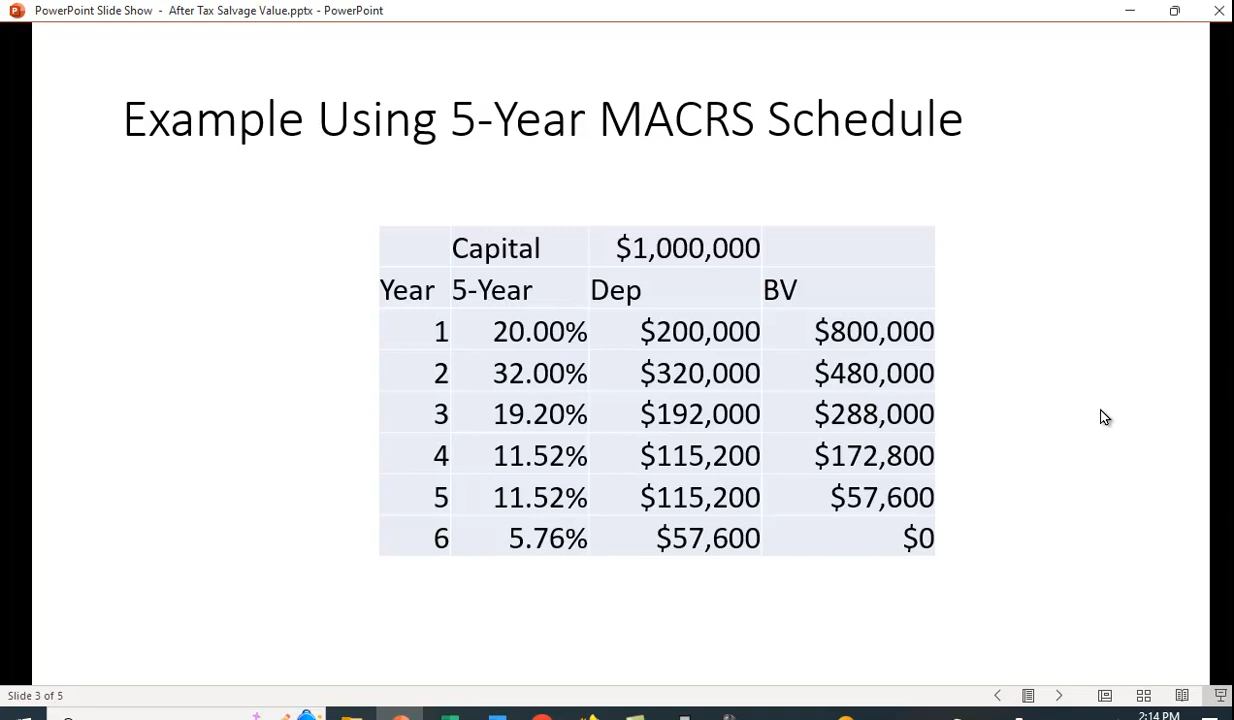 PowerPoint Slide Show - After Tax Salvage Value.pptx - PowerPoint
Example Using 5-Year MACRS Schedule
Capital $1,000,000
Year 5-Year Dep BV
1 20.00% $200,000 $800,000
2 32.00% $320,000 $480,000
3 19.20% $192,000 $288,000
4 11.52% $115,200 $172,800
5 11.52% $115,200 $57,600
6 5.76% $57,600 $0
Slide 3 of 5
2:14 PM